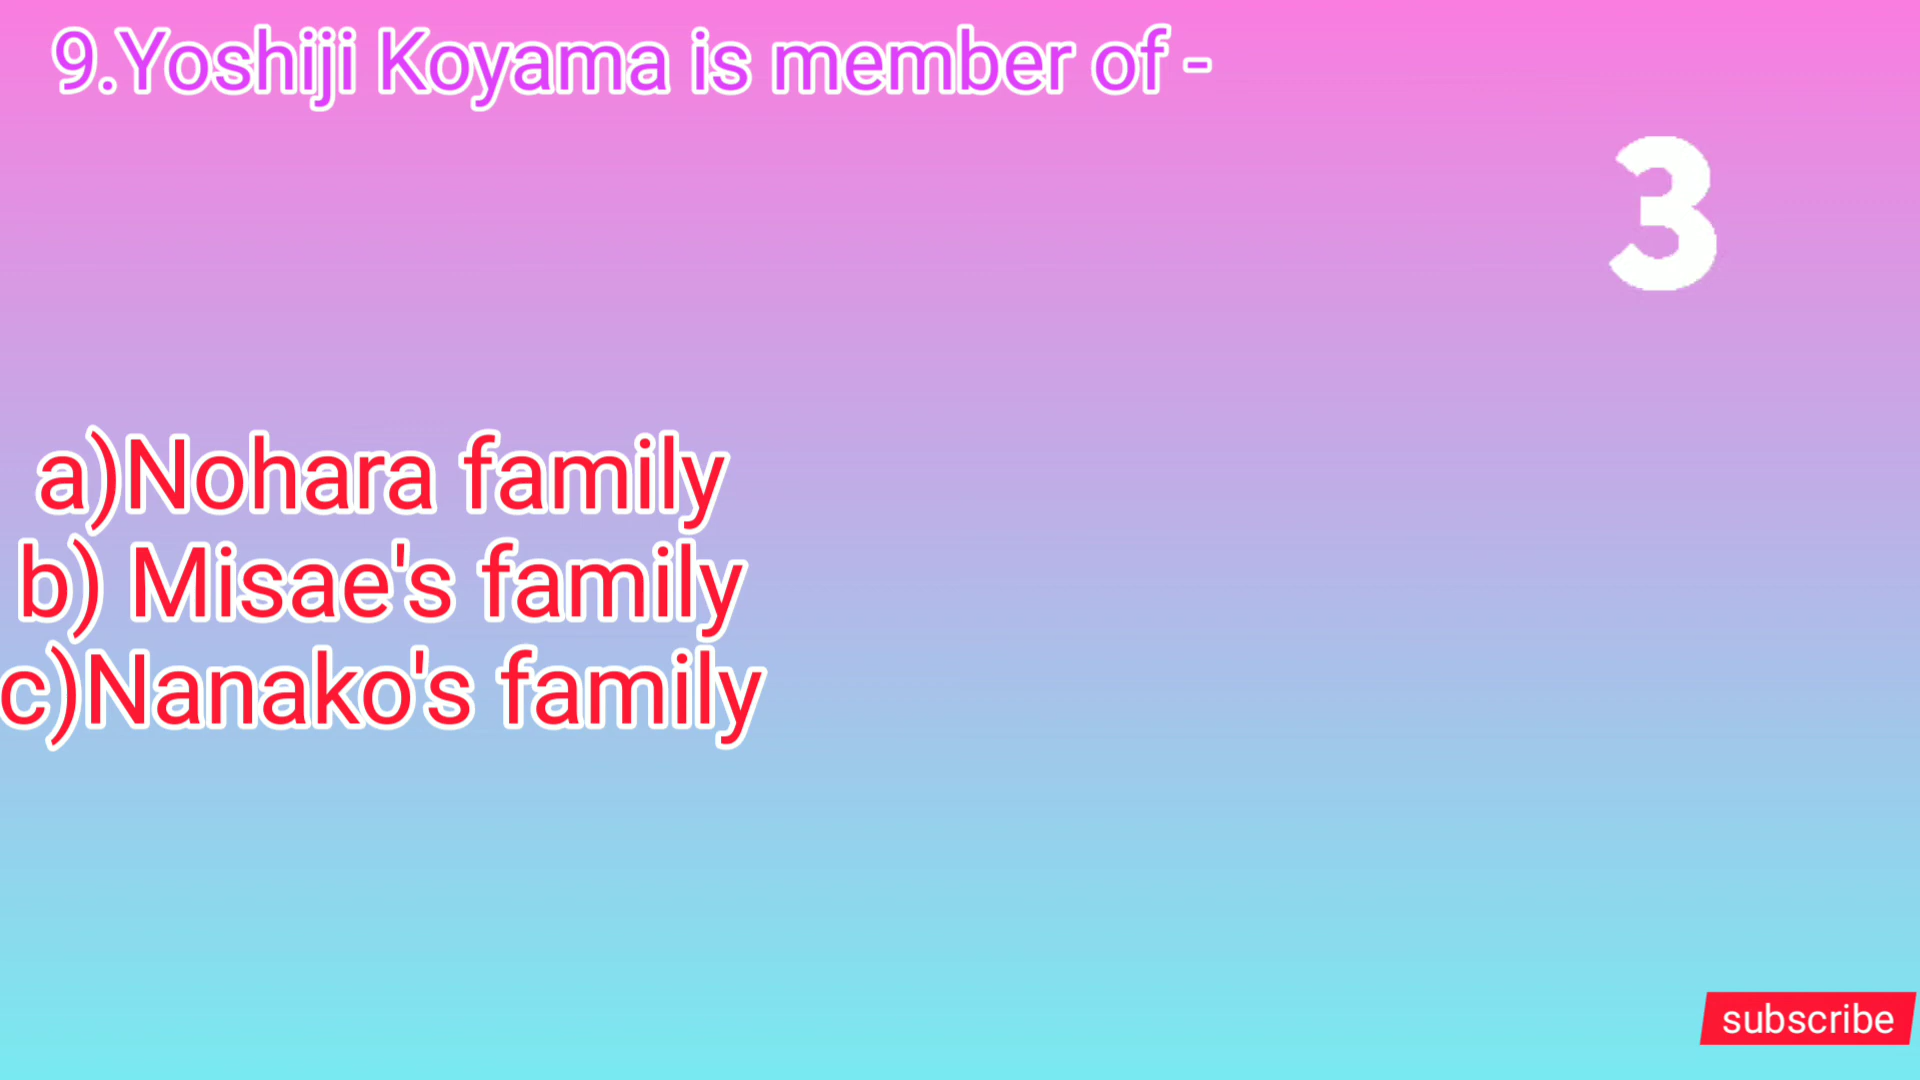 9.Yoshiji Koyama is member of -
3
a)Nohara family
b) Misae's family
c)Nanako's family
subscribe